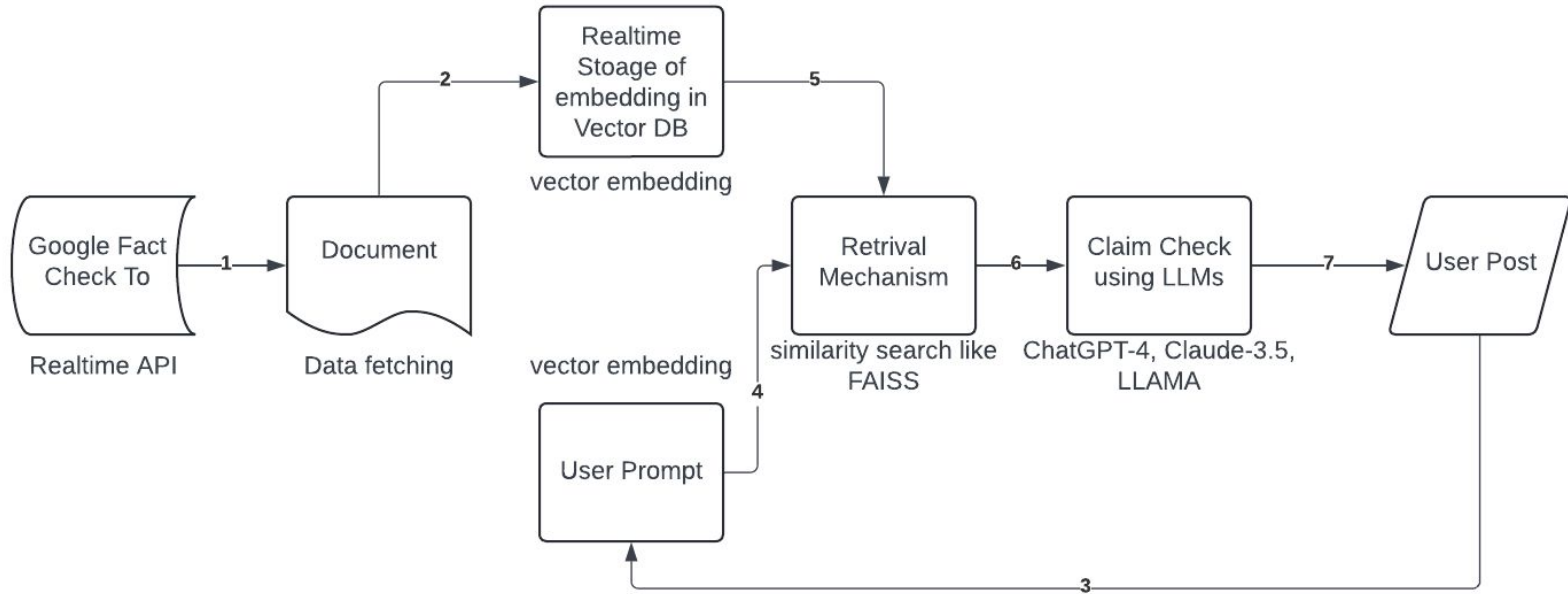 Realtime
Stoage of
embedding in
Vector DB
2
5
vector embedding
Google Fact
Check To
1
Document
Retrival
Mechanism
6
Claim Check
using LLMs
7
User Post
Realtime API
Data fetching
vector embedding
similarity search like
FAISS
ChatGPT-4, Claude-3.5,
LLAMA
4
User Prompt
3